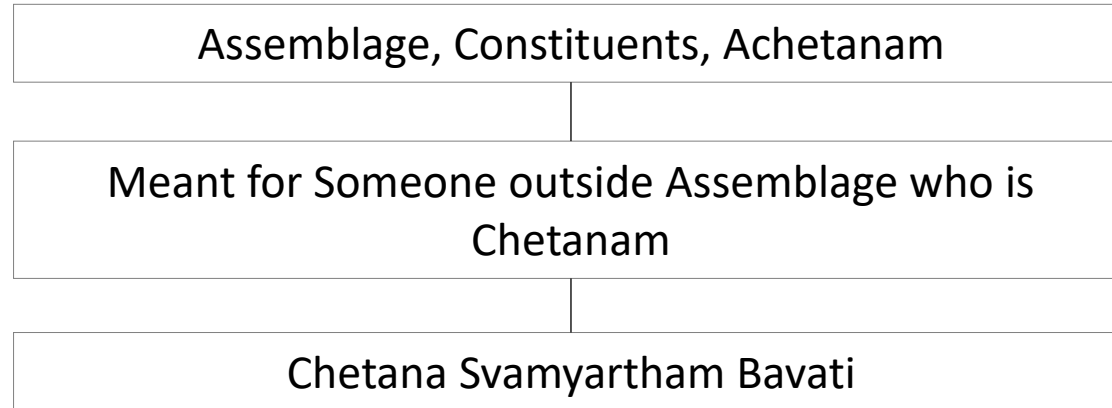 Assemblage, Constituents, Achetanam
Meant for Someone outside Assemblage who is
Chetanam
Chetana Svamyartham Bavati